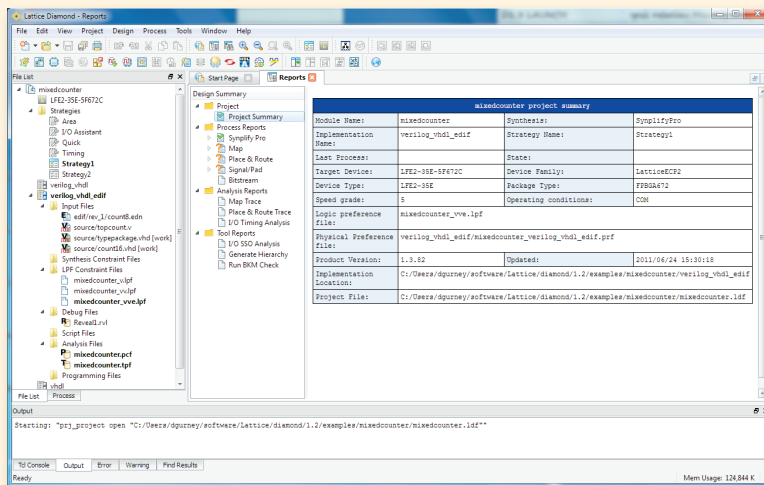 Lattice Diamond - Reports
File Edit View Project Design Process Tools Window Help
File List
mixedcounter
LFE2-35E-5F672C
Strategies
Area
I/O Assistant
Quick
Timing
Strategy1
Strategy2
verilog_vhdl
verilog_vhdl_edif
Input Files
edif/rev_1/count8.edn
source/topcount.v
source/typepackage.vhd [work]
source/count16.vhd [work]
Synthesis Constraint Files
LPF Constraint Files
mixedcounter_v.lpf
mixedcounter_vv.lpf
mixedcounter_vve.lpf
Debug Files
Reveal1.rvl
Script Files
Analysis Files
mixedcounter.pcf
mixedcounter.tpf
Programming Files
vhdl
File List Process
Start Page Reports
Design Summary
Project
Project Summary
Process Reports
Synplify Pro
Map
Place & Route
Signal/Pad
Bitstream
Analysis Reports
Map Trace
Place & Route Trace
I/O Timing Analysis
Tool Reports
I/O SSO Analysis
Generate Hierarchy
Run BKM Check
mixedcounter project summary
Module Name: mixedcounter Synthesis: SynplifyPro
Implementation Name: verilog_vhdl_edif Strategy Name: Strategy1
Last Process: State:
Target Device: LFE2-35E-5F672C Device Family: LatticeECP2
Device Type: LFE2-35E Package Type: FPBGA672
Speed grade: 5 Operating conditions: COM
Logic preference file: mixedcounter_vve.lpf
Physical Preference file: verilog_vhdl_edif/mixedcounter_verilog_vhdl_edif.prf
Product Version: 1.3.82 Updated: 2011/06/24 15:30:18
Implementation Location: C:/Users/dgurney/software/Lattice/diamond/1.2/examples/mixedcounter/verilog_vhdl_edif
Project File: C:/Users/dgurney/software/Lattice/diamond/1.2/examples/mixedcounter/mixedcounter.ldf
Output
Starting: "prj_project open "C:/Users/dgurney/software/Lattice/diamond/1.2/examples/mixedcounter/mixedcounter.ldf""
Tcl Console Output Error Warning Find Results
Ready Mem Usage: 124,844 K